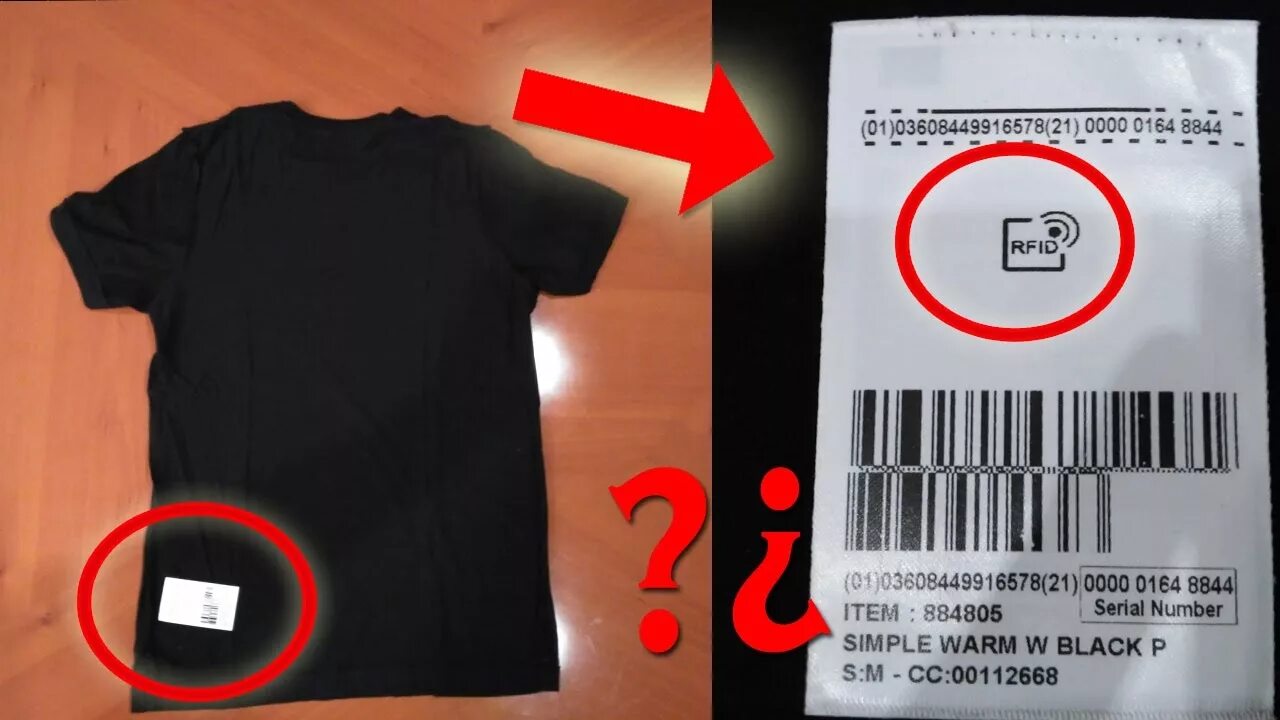 (01)03608449916578(21) 0000 0164 8844
RFID
? ¿
(01)03608449916578(21) 0000 0164 8844
Serial Number
ITEM : 884805
SIMPLE WARM W BLACK P
S:M - CC:00112668